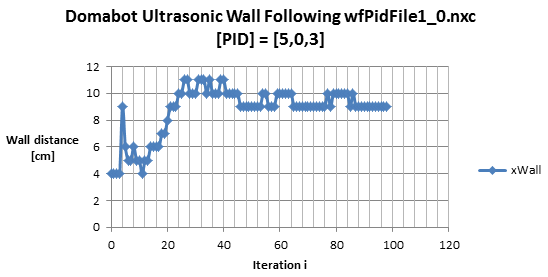 Domabot Ultrasonic Wall Following wfPidFile1_0.nxc
[PID] = [5,0,3]
12
10
8
6
4
2
0
Wall distance
[cm]
xWall
0 20 40 60 80 100 120
Iteration i